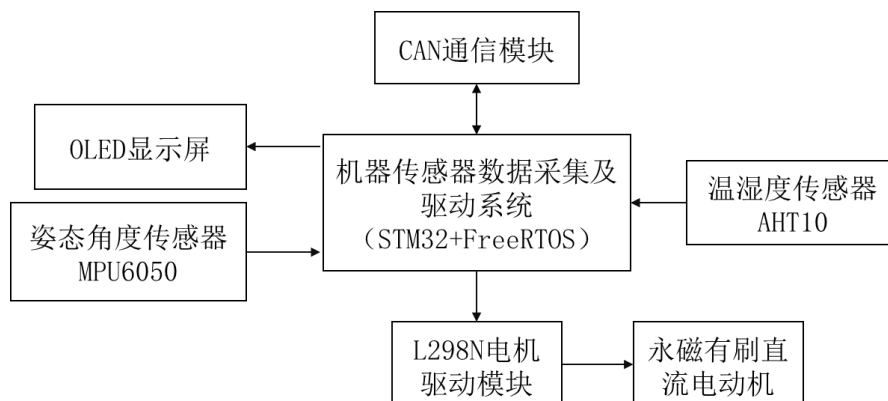 CAN通信模块
OLED显示屏
机器传感器数据采集及
驱动系统
（STM32+FreeRTOS）
温湿度传感器
AHT10
姿态角度传感器
MPU6050
L298N电机
驱动模块
永磁有刷直
流电动机